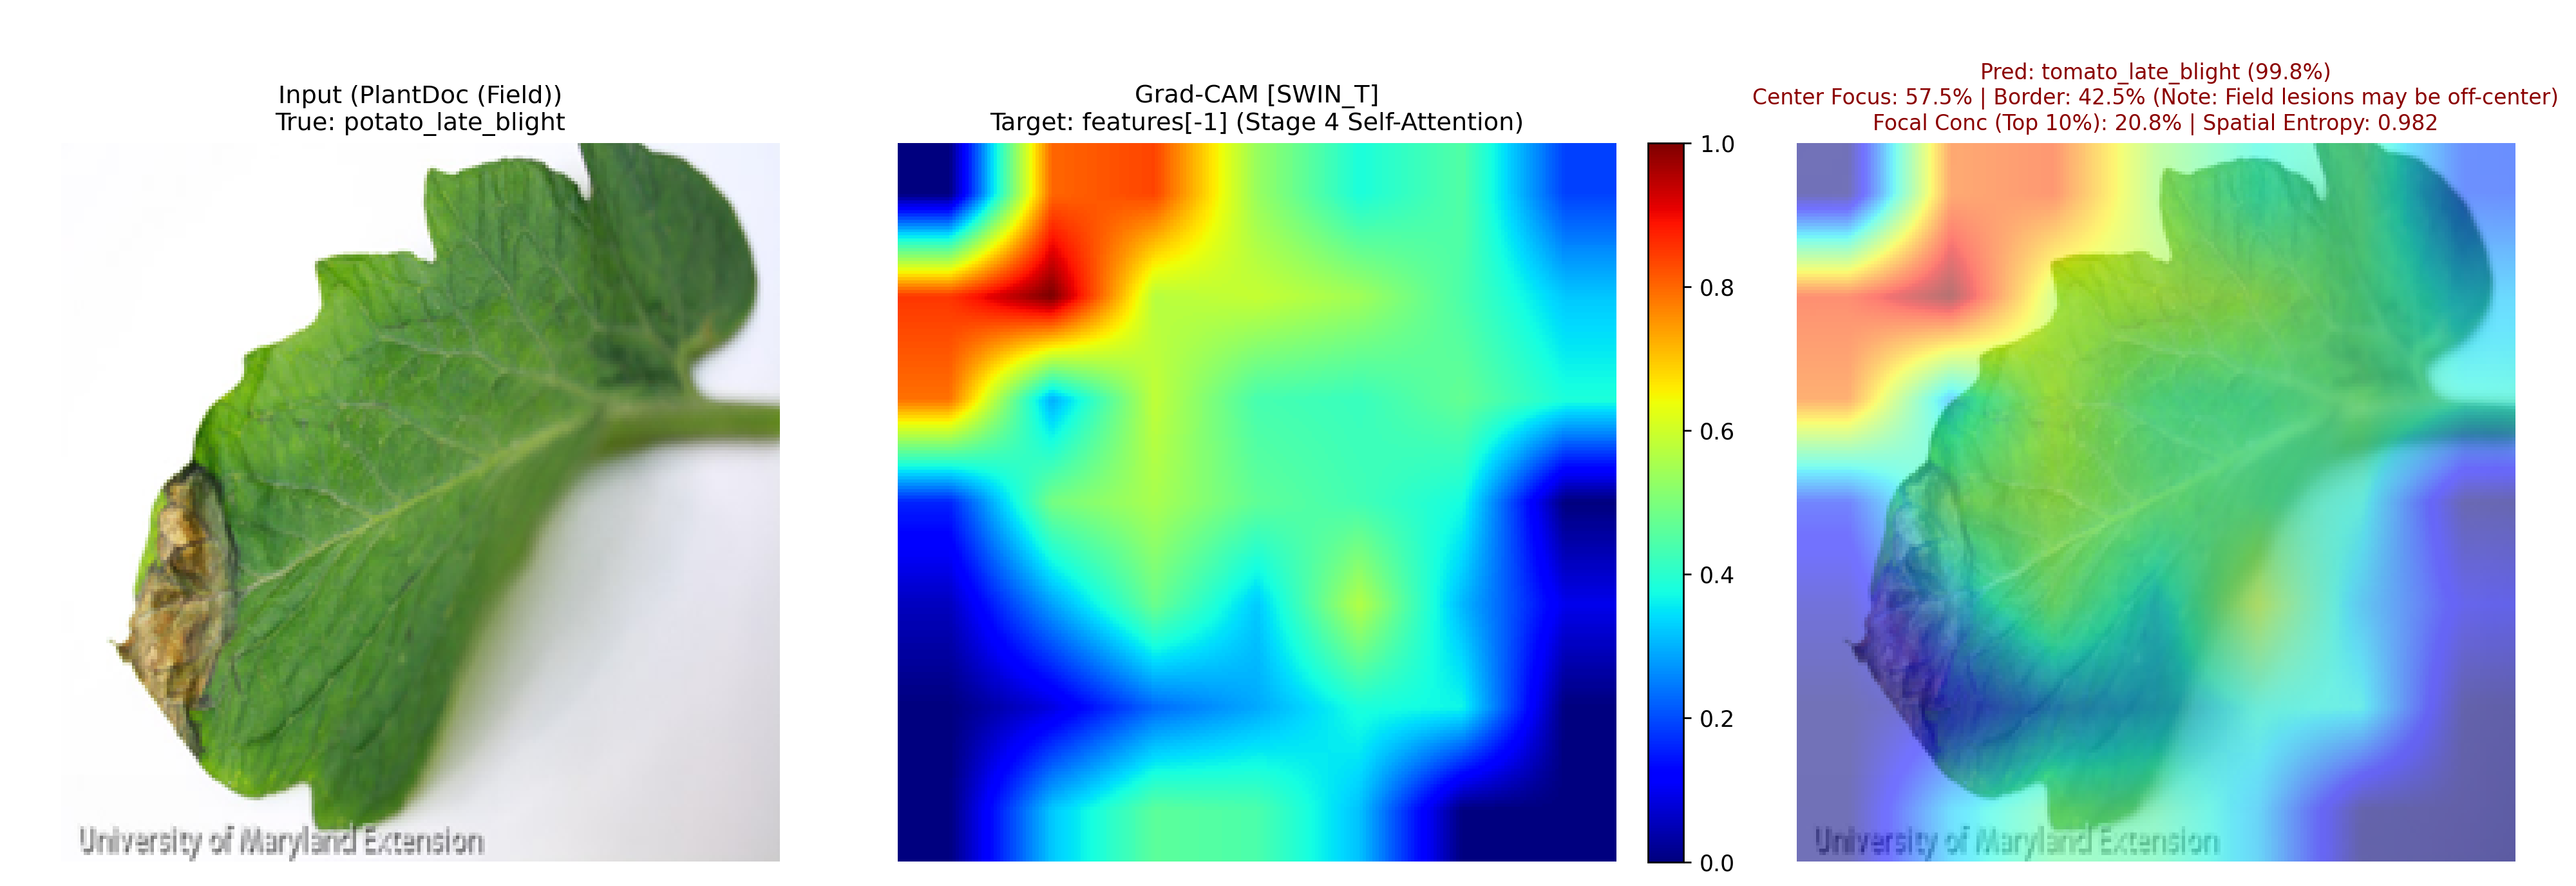 Input (PlantDoc (Field))
True: potato_late_blight
University of Maryland Extension
Grad-CAM [SWIN_T]
Target: features[-1] (Stage 4 Self-Attention)
1.0
0.8
0.6
0.4
0.2
0.0
Pred: tomato_late_blight (99.8%)
Center Focus: 57.5% | Border: 42.5% (Note: Field lesions may be off-center)
Focal Conc (Top 10%): 20.8% | Spatial Entropy: 0.982
University of Maryland Extension